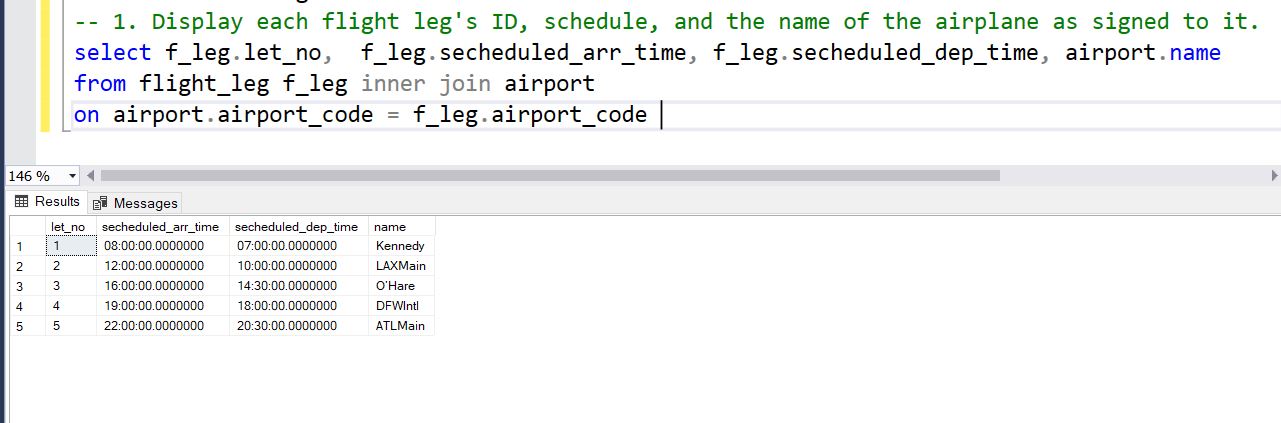 -- 1. Display each flight leg's ID, schedule, and the name of the airplane as signed to it.
select f_leg.let_no,  f_leg.secheduled_arr_time, f_leg.secheduled_dep_time, airport.name
from flight_leg f_leg inner join airport
on airport.airport_code = f_leg.airport_code
146 %
Results Messages
let_no secheduled_arr_time secheduled_dep_time name
1 1 08:00:00.0000000 07:00:00.0000000 Kennedy
2 2 12:00:00.0000000 10:00:00.0000000 LAXMain
3 3 16:00:00.0000000 14:30:00.0000000 O'Hare
4 4 19:00:00.0000000 18:00:00.0000000 DFWIntl
5 5 22:00:00.0000000 20:30:00.0000000 ATLMain